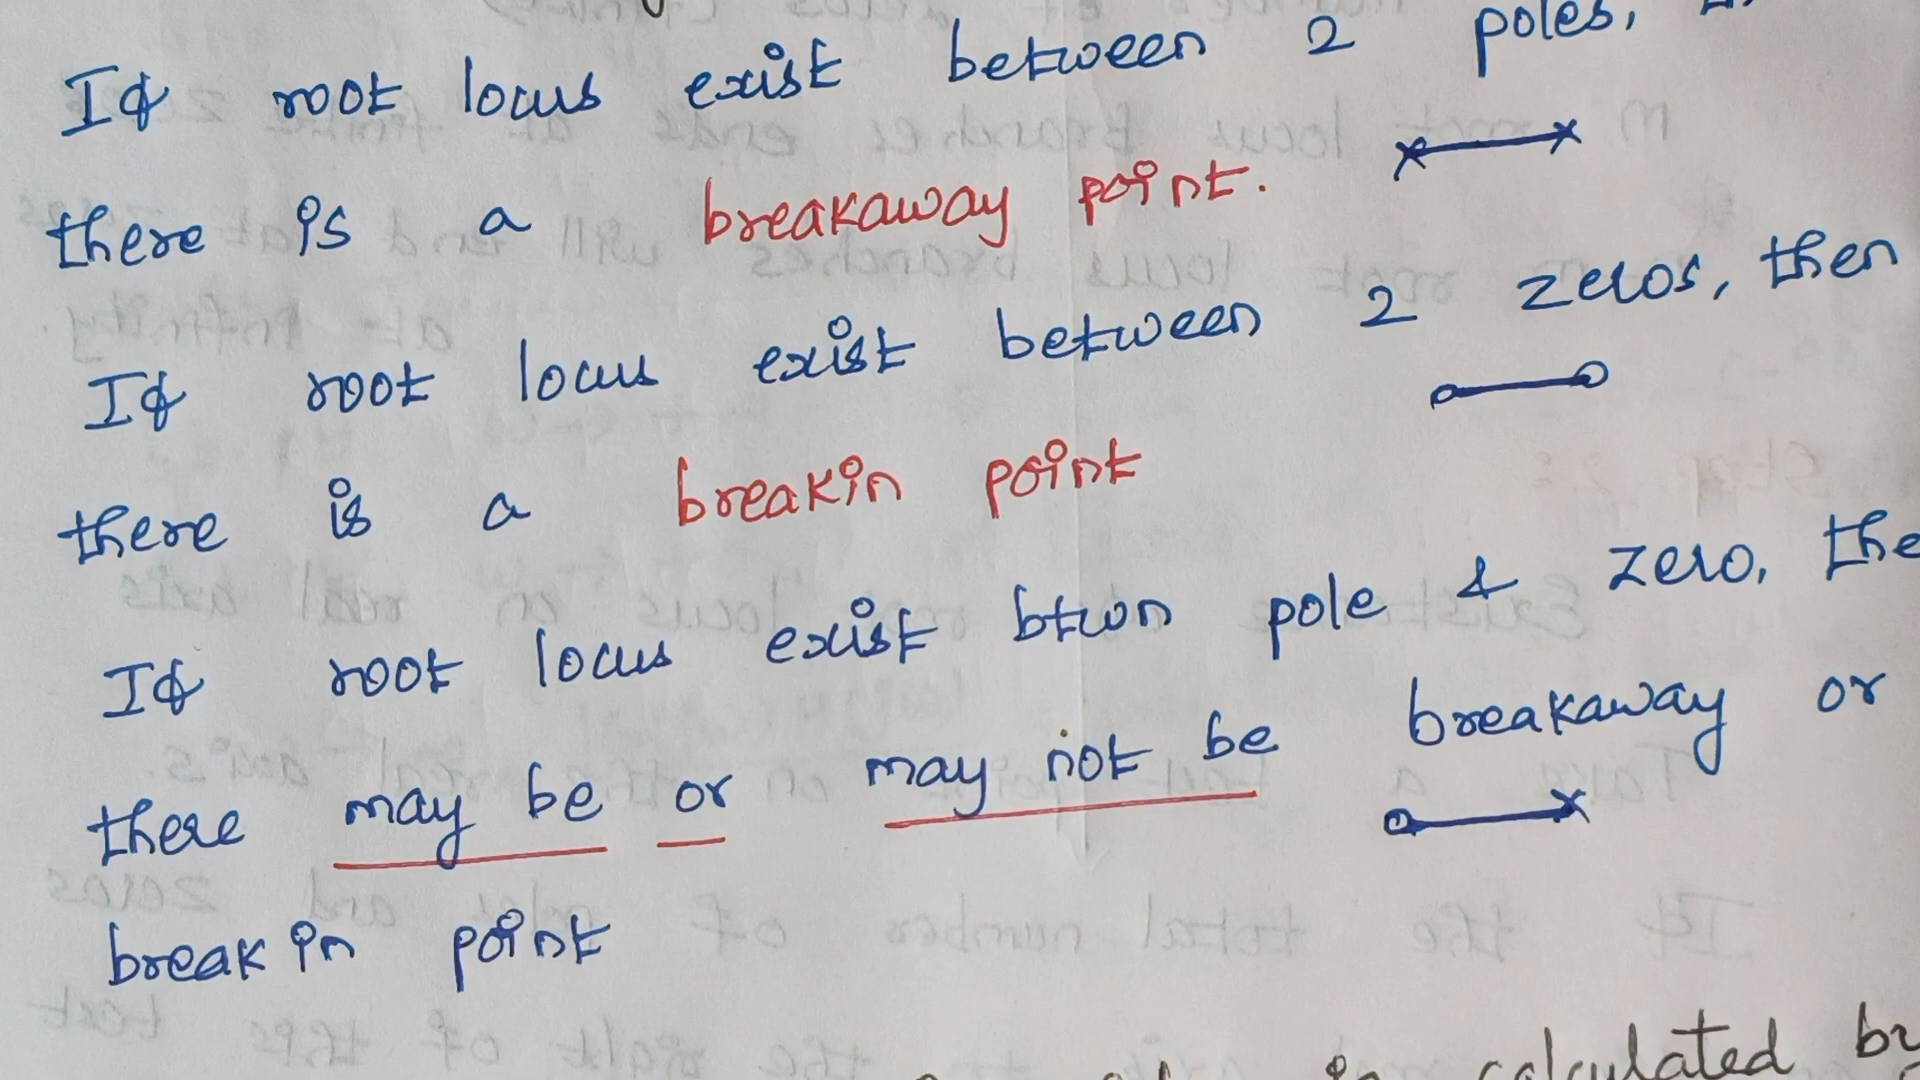 If root locus exist between 2 poles,
there is a breakaway point.
If root locus exist between 2 zeros, then
there is a breakin point
If root locus exist btwn pole & zero, the
there may be or may not be breakaway or
break in point
calculated by